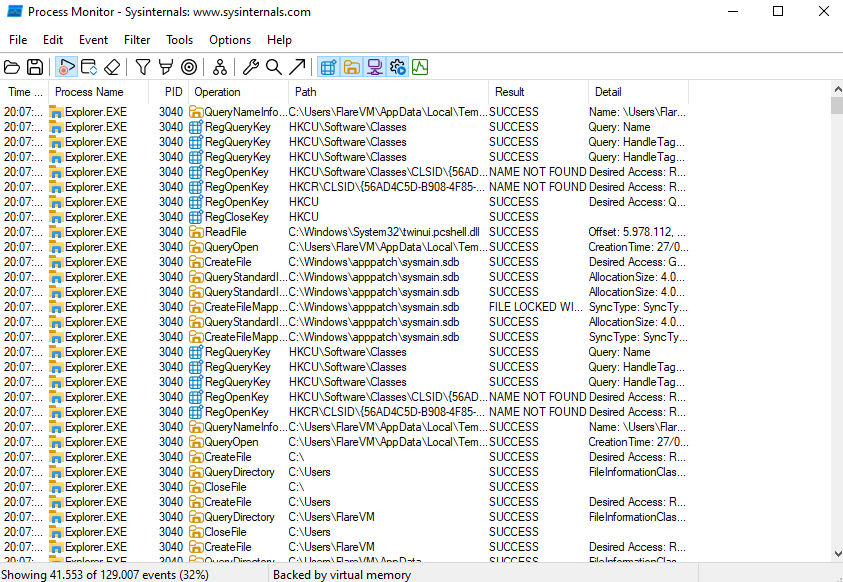 Process Monitor - Sysinternals: www.sysinternals.com
File Edit Event Filter Tools Options Help
Time ... Process Name PID Operation Path Result Detail
20:07:... Explorer.EXE 3040 QueryNameInfo... C:\Users\FlareVM\AppData\Local\Tem... SUCCESS Name: \Users\Flar...
20:07:... Explorer.EXE 3040 RegQueryKey HKCU\Software\Classes SUCCESS Query: Name
20:07:... Explorer.EXE 3040 RegQueryKey HKCU\Software\Classes SUCCESS Query: HandleTag...
20:07:... Explorer.EXE 3040 RegQueryKey HKCU\Software\Classes SUCCESS Query: HandleTag...
20:07:... Explorer.EXE 3040 RegOpenKey HKCU\Software\Classes\CLSID\{56AD... NAME NOT FOUND Desired Access: R...
20:07:... Explorer.EXE 3040 RegOpenKey HKCR\CLSID\{56AD4C5D-B908-4F85-... NAME NOT FOUND Desired Access: R...
20:07:... Explorer.EXE 3040 RegOpenKey HKCU SUCCESS Desired Access: Q...
20:07:... Explorer.EXE 3040 RegCloseKey HKCU SUCCESS
20:07:... Explorer.EXE 3040 ReadFile C:\Windows\System32\twinui.pcshell.dll SUCCESS Offset: 5.978.112, ...
20:07:... Explorer.EXE 3040 QueryOpen C:\Users\FlareVM\AppData\Local\Tem... SUCCESS CreationTime: 27/0...
20:07:... Explorer.EXE 3040 CreateFile C:\Windows\apppatch\sysmain.sdb SUCCESS Desired Access: G...
20:07:... Explorer.EXE 3040 QueryStandardI... C:\Windows\apppatch\sysmain.sdb SUCCESS AllocationSize: 4.0...
20:07:... Explorer.EXE 3040 QueryStandardI... C:\Windows\apppatch\sysmain.sdb SUCCESS AllocationSize: 4.0...
20:07:... Explorer.EXE 3040 CreateFileMapp... C:\Windows\apppatch\sysmain.sdb FILE LOCKED WI... SyncType: SyncTy...
20:07:... Explorer.EXE 3040 QueryStandardI... C:\Windows\apppatch\sysmain.sdb SUCCESS AllocationSize: 4.0...
20:07:... Explorer.EXE 3040 CreateFileMapp... C:\Windows\apppatch\sysmain.sdb SUCCESS SyncType: SyncTy...
20:07:... Explorer.EXE 3040 RegQueryKey HKCU\Software\Classes SUCCESS Query: Name
20:07:... Explorer.EXE 3040 RegQueryKey HKCU\Software\Classes SUCCESS Query: HandleTag...
20:07:... Explorer.EXE 3040 RegQueryKey HKCU\Software\Classes SUCCESS Query: HandleTag...
20:07:... Explorer.EXE 3040 RegOpenKey HKCU\Software\Classes\CLSID\{56AD... NAME NOT FOUND Desired Access: R...
20:07:... Explorer.EXE 3040 RegOpenKey HKCR\CLSID\{56AD4C5D-B908-4F85-... NAME NOT FOUND Desired Access: R...
20:07:... Explorer.EXE 3040 QueryNameInfo... C:\Users\FlareVM\AppData\Local\Tem... SUCCESS Name: \Users\Flar...
20:07:... Explorer.EXE 3040 QueryOpen C:\Users\FlareVM\AppData\Local\Tem... SUCCESS CreationTime: 27/0...
20:07:... Explorer.EXE 3040 CreateFile C:\ SUCCESS Desired Access: R...
20:07:... Explorer.EXE 3040 QueryDirectory C:\Users SUCCESS FileInformationClas...
20:07:... Explorer.EXE 3040 CloseFile C:\ SUCCESS
20:07:... Explorer.EXE 3040 CreateFile C:\Users SUCCESS Desired Access: R...
20:07:... Explorer.EXE 3040 QueryDirectory C:\Users\FlareVM SUCCESS FileInformationClas...
20:07:... Explorer.EXE 3040 CloseFile C:\Users SUCCESS
20:07:... Explorer.EXE 3040 CreateFile C:\Users\FlareVM SUCCESS Desired Access: R...
20:07:... Explorer.EXE 3040 QueryDirectory C:\Users\FlareVM\AppData SUCCESS FileInformationClas...
Showing 41.553 of 129.007 events (32%) Backed by virtual memory